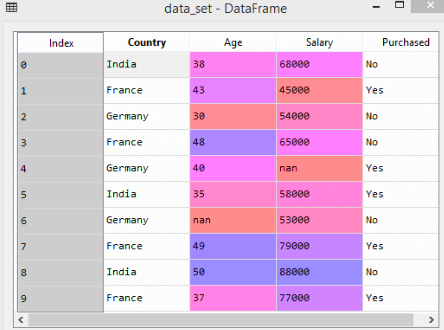 data_set - DataFrame
Index Country Age Salary Purchased
0 India 38 68000 No
1 France 43 45000 Yes
2 Germany 30 54000 No
3 France 48 65000 No
4 Germany 40 nan Yes
5 India 35 58000 Yes
6 Germany nan 53000 No
7 France 49 79000 Yes
8 India 50 88000 No
9 France 37 77000 Yes